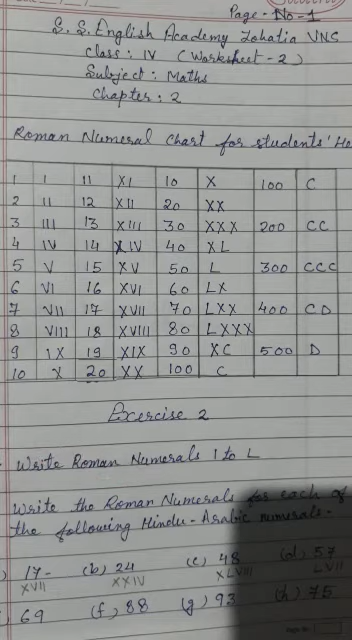 Page - No - 1
S. S. English Academy Lohatia VNS
Class : IV (Worksheet - 2)
Subject : Maths
Chapter : 2
Roman Numeral Chart for students' He
1 I 11 XI 10 X 100 C
2 II 12 XII 20 XX
3 III 13 XIII 30 XXX 200 CC
4 IV 14 XIV 40 XL
5 V 15 XV 50 L 300 CCC
6 VI 16 XVI 60 LX
7 VII 17 XVII 70 LXX 400 CD
8 VIII 18 XVIII 80 LXXX
9 IX 19 XIX 90 XC 500 D
10 X 20 XX 100 C
Exercise 2
Write Roman Numerals I to L
Write the Roman Numerals for each of
the following Hindu - Arabic numerals -
) 17- (b) 24 (c) 48 (d) 57
XVII XXIV XLVIII LVII
69 (f) 88 (g) 93 (h) 75